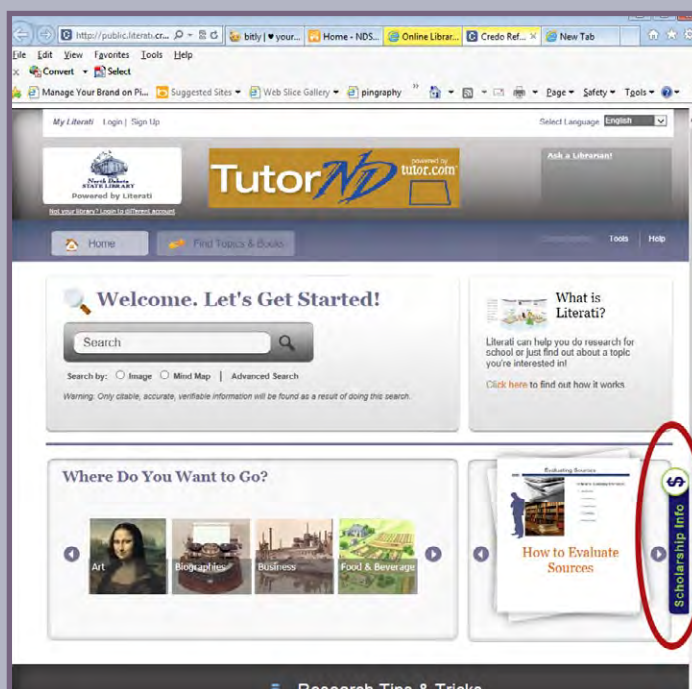 http://public.literati.cr...
bitly | ♥ your...
Home - NDS...
Online Librar...
Credo Ref...
New Tab
File Edit View Favorites Tools Help
x Convert Select
Manage Your Brand on Pi... Suggested Sites Web Slice Gallery pingraphy " Page Safety Tools
My Literati Login | Sign Up
Select Language English
North Dakota
STATE LIBRARY
Powered by Literati
Not your library? Login to different account
TutorND
powered by
tutor.com
Ask a Librarian!
Home
Find Topics & Books
Tools Help
Welcome. Let's Get Started!
Search
Search by: Image Mind Map | Advanced Search
Warning: Only citable, accurate, verifiable information will be found as a result of doing this search.
What is
Literati?
Literati can help you do research for
school or just find out about a topic
you're interested in!
Click here to find out how it works.
Where Do You Want to Go?
Art
Biographies
Business
Food & Beverage
Evaluating Sources
How to Evaluate
Sources
$ Scholarship Info
Research Tips & Tricks